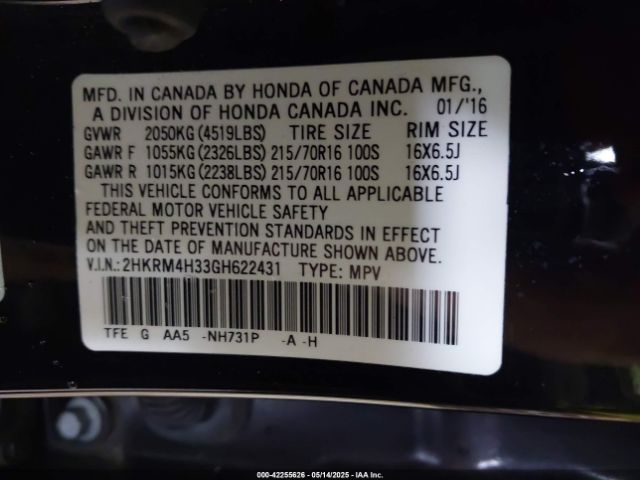 MFD. IN CANADA BY HONDA OF CANADA MFG.,
A DIVISION OF HONDA CANADA INC. 01/'16
GVWR 2050KG (4519LBS) TIRE SIZE RIM SIZE
GAWR F 1055KG (2326LBS) 215/70R16 100S 16X6.5J
GAWR R 1015KG (2238LBS) 215/70R16 100S 16X6.5J
THIS VEHICLE CONFORMS TO ALL APPLICABLE
FEDERAL MOTOR VEHICLE SAFETY
AND THEFT PREVENTION STANDARDS IN EFFECT
ON THE DATE OF MANUFACTURE SHOWN ABOVE.
V.I.N.: 2HKRM4H33GH622431 TYPE: MPV
TFE G AA5 -NH731P -A -H
000-42255626 - 05/14/2025 - IAA Inc.